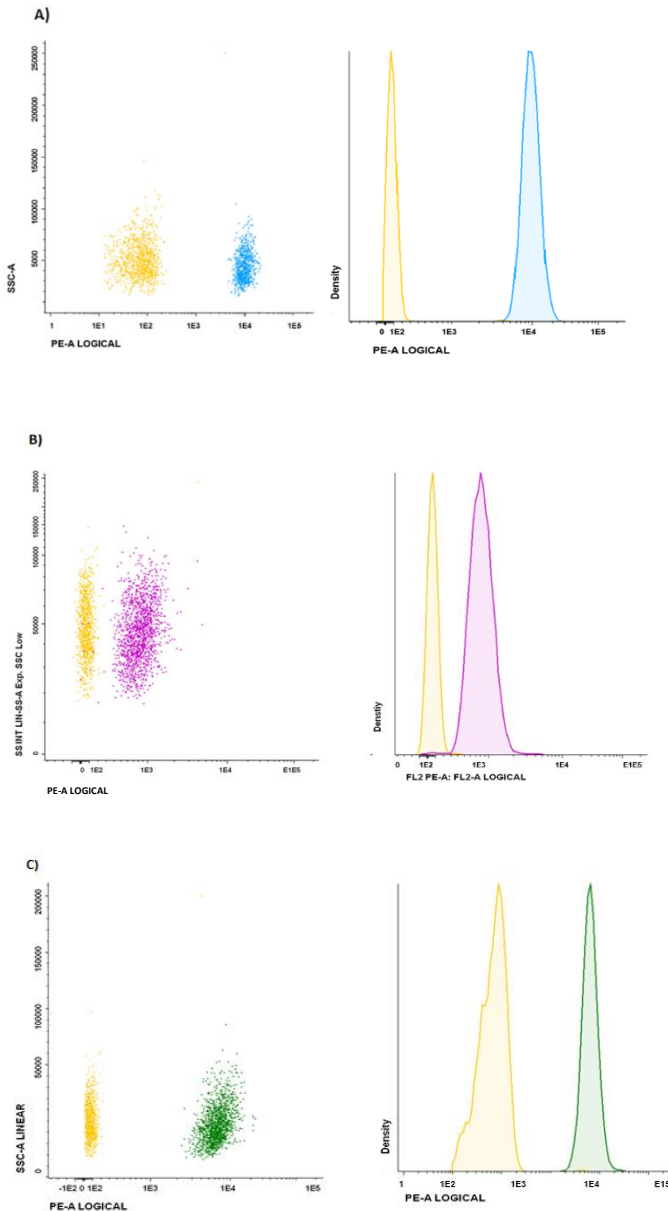 A)
250000
200000
150000
100000
5000
0
SSC-A
1 1E1 1E2 1E3 1E4 1E5
PE-A LOGICAL
Density
0 1E2 1E3 1E4 1E5
PE-A LOGICAL
B)
250000
150000
100000
50000
0
SS INT LIN-SS-A Exp. SSC Low
0 1E2 1E3 1E4 E1E5
PE-A LOGICAL
Denstiy
0 1E2 1E3 1E4 E1E5
FL2 PE-A: FL2-A LOGICAL
C)
200000
150000
100000
50000
0
SSC-A LINEAR
-1E2 0 1E2 1E3 1E4 1E5
PE-A LOGICAL
Density
1 1E2 1E3 1E4 E15
PE-A LOGICAL